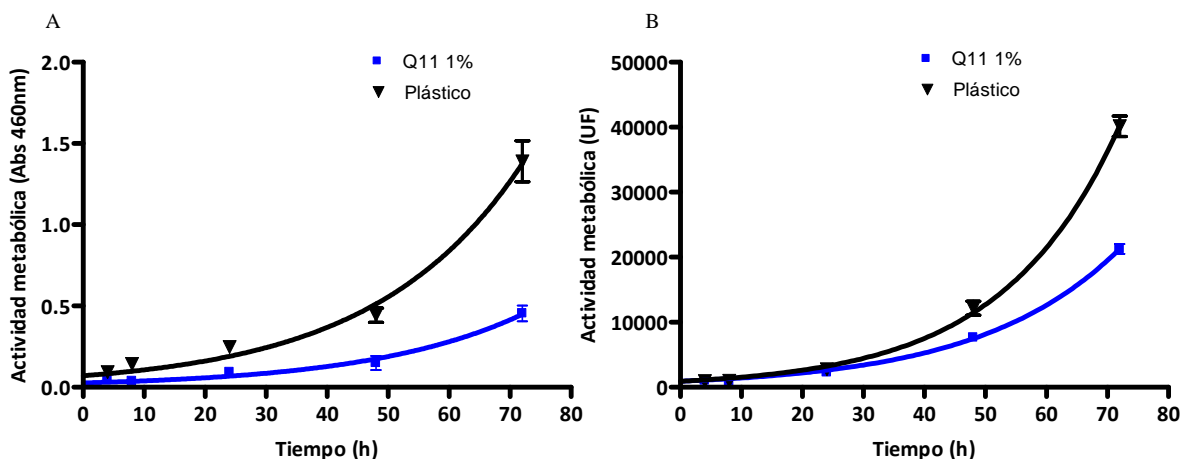 A
Q11 1%
Plástico
Actividad metabólica (Abs 460nm)
2.0
1.5
1.0
0.5
0.0
0 10 20 30 40 50 60 70 80
Tiempo (h)
B
Q11 1%
Plástico
Actividad metabólica (UF)
50000
40000
30000
20000
10000
0
0 10 20 30 40 50 60 70 80
Tiempo (h)